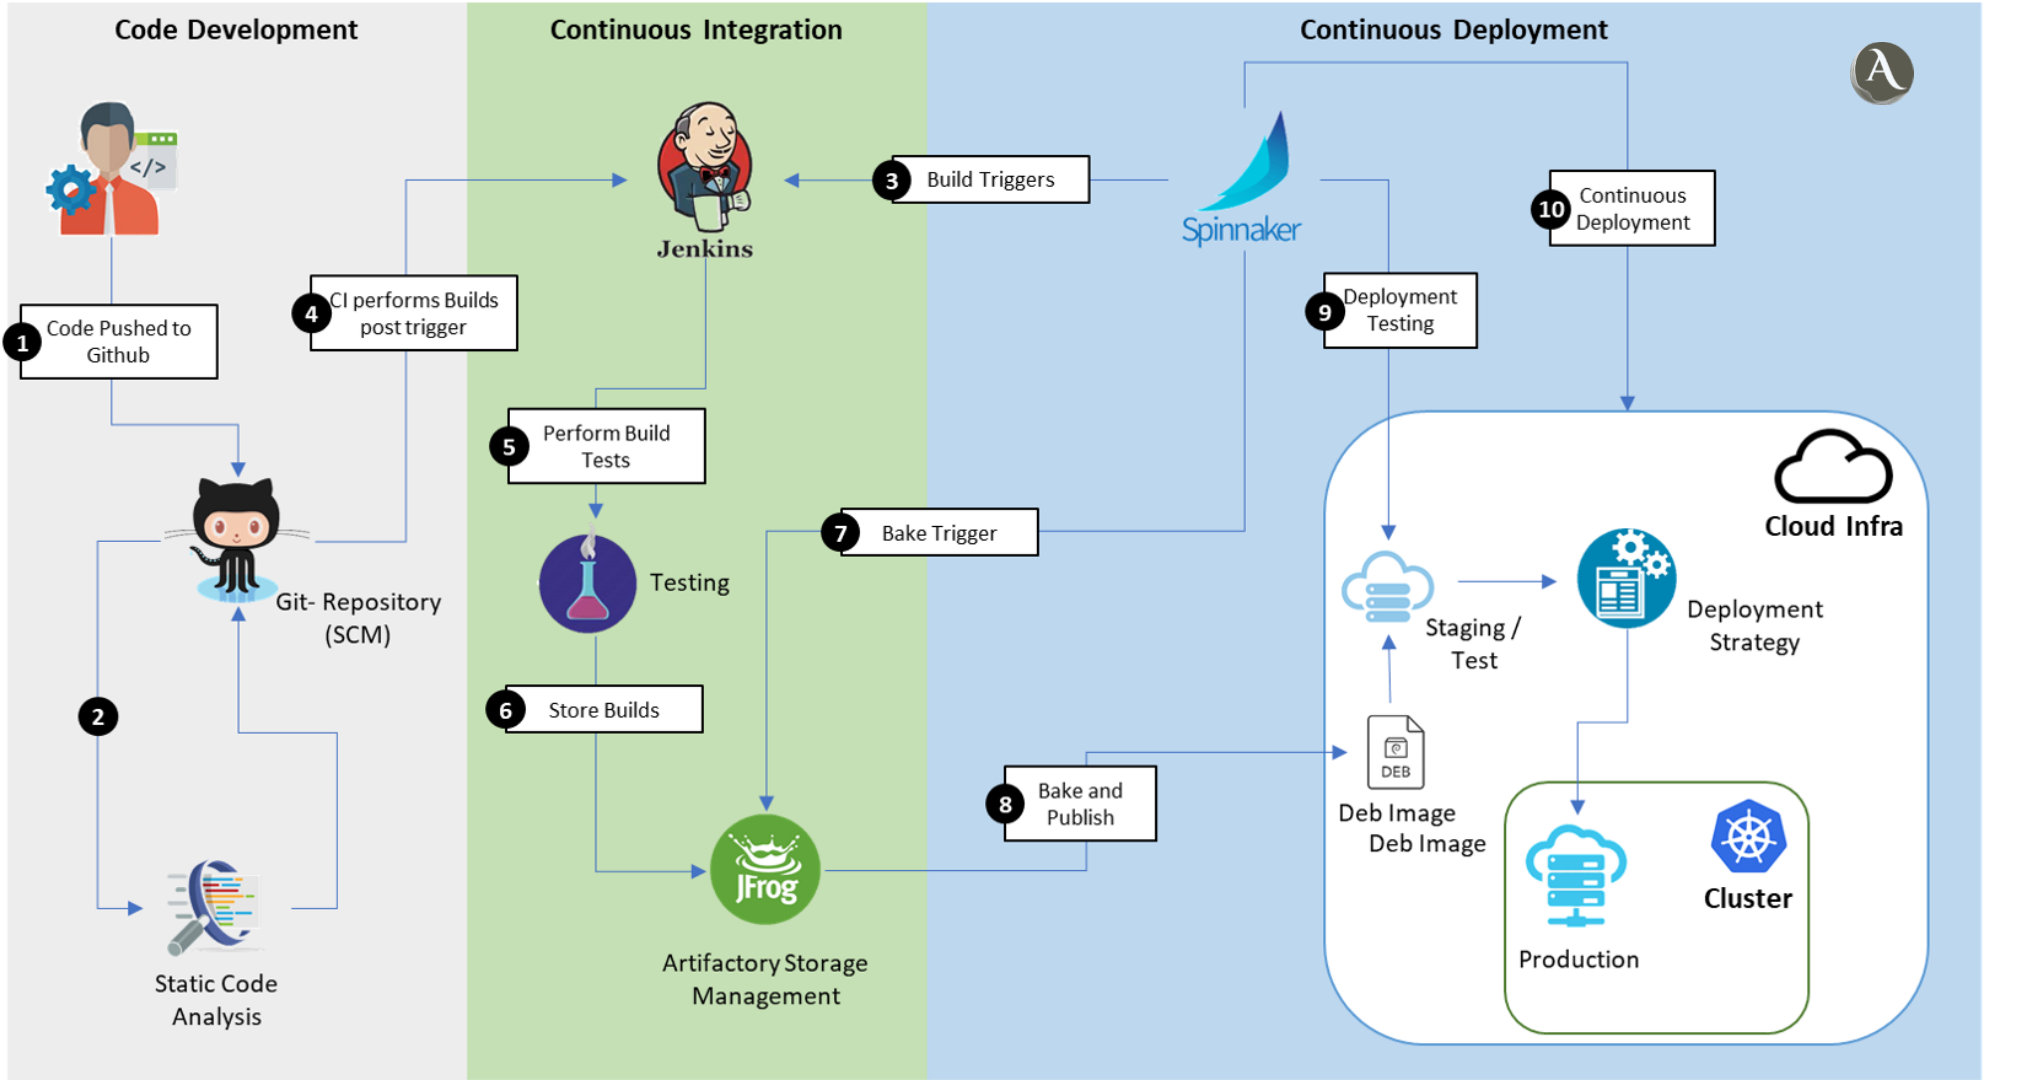 Code Development
Continuous Integration
Continuous Deployment
A
</>
Jenkins
3
Build Triggers
Spinnaker
10
Continuous
Deployment
1
Code Pushed to
Github
4
CI performs Builds
post trigger
9
Deployment
Testing
5
Perform Build
Tests
7
Bake Trigger
Cloud Infra
Git- Repository
(SCM)
Testing
Staging /
Test
Deployment
Strategy
2
6
Store Builds
8
Bake and
Publish
DEB
Deb Image
Deb Image
JFrog
Cluster
Production
Artifactory Storage
Management
Static Code
Analysis